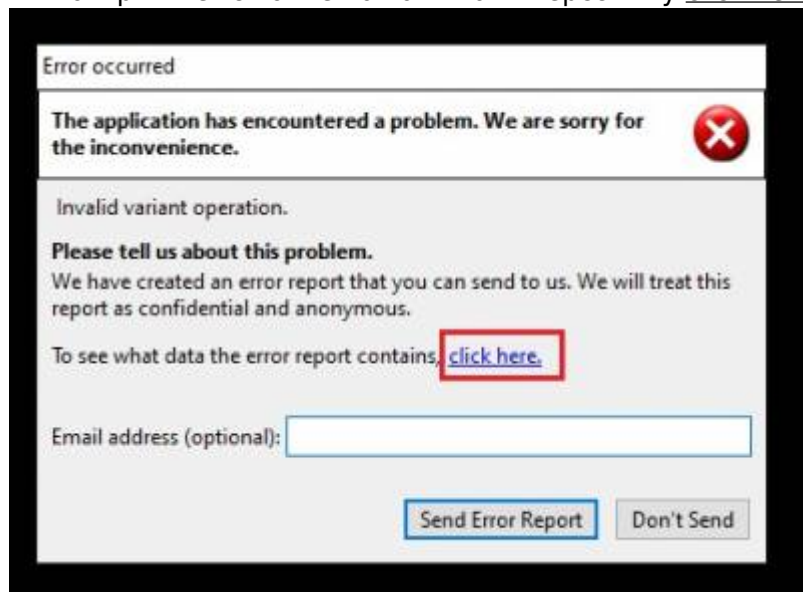 Error occurred
The application has encountered a problem. We are sorry for
the inconvenience.
Invalid variant operation.
Please tell us about this problem.
We have created an error report that you can send to us. We will treat this
report as confidential and anonymous.
To see what data the error report contains, click here.
Email address (optional):
Send Error Report Don't Send